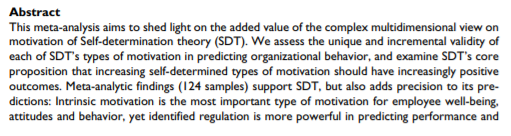 Abstract
This meta-analysis aims to shed light on the added value of the complex multidimensional view on
motivation of Self-determination theory (SDT). We assess the unique and incremental validity of
each of SDT's types of motivation in predicting organizational behavior, and examine SDT's core
proposition that increasing self-determined types of motivation should have increasingly positive
outcomes. Meta-analytic findings (124 samples) support SDT, but also adds precision to its pre-
dictions: Intrinsic motivation is the most important type of motivation for employee well-being,
attitudes and behavior, yet identified regulation is more powerful in predicting performance and